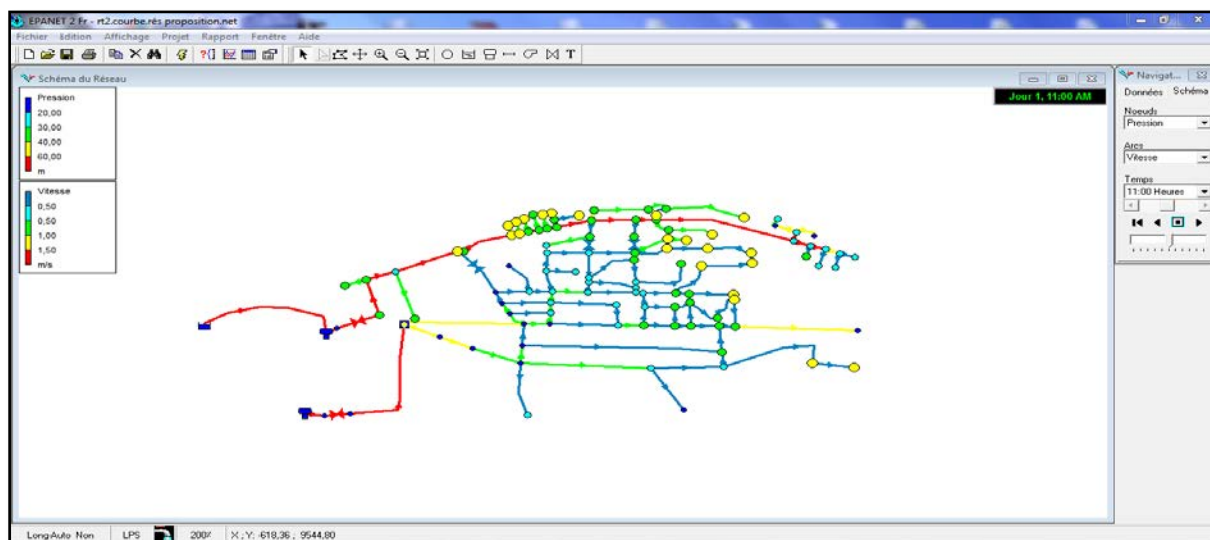 EPANET 2 Fr - rt2.courbe.rés proposition.net
Fichier Edition Affichage Projet Rapport Fenêtre Aide
T
Schéma du Réseau
Jour 1, 11:00 AM
Pression
20,00
30,00
40,00
60,00
m
Vitesse
0,50
0,50
1,00
1,50
m/s
Navigat...
Données Schéma
Noeuds
Pression
Arcs
Vitesse
Temps
11:00 Heures
Long-Auto Non LPS 200% X ; Y: -618,36 ; 9544,80